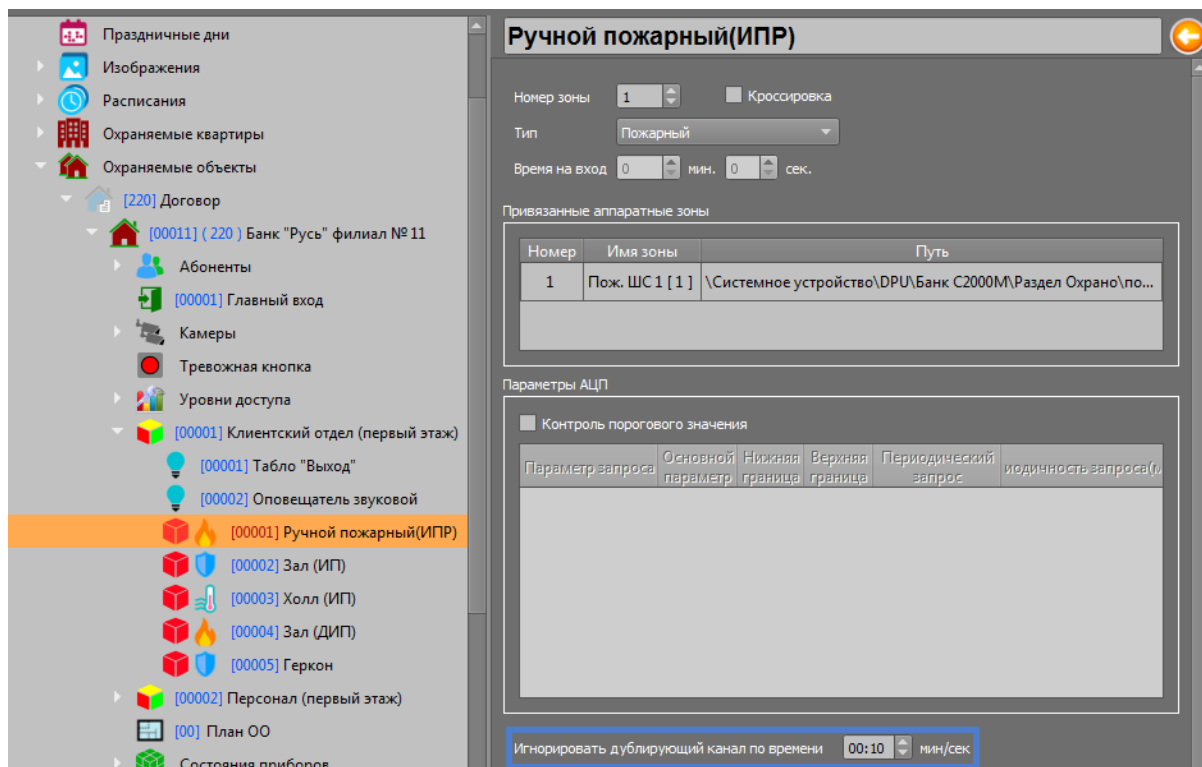 Праздничные дни
Изображения
Расписания
Охраняемые квартиры
Охраняемые объекты
[220] Договор
[00011] ( 220 ) Банк "Русь" филиал № 11
Абоненты
[00001] Главный вход
Камеры
Тревожная кнопка
Уровни доступа
[00001] Клиентский отдел (первый этаж)
[00001] Табло "Выход"
[00002] Оповещатель звуковой
[00001] Ручной пожарный(ИПР)
[00002] Зал (ИП)
[00003] Холл (ИП)
[00004] Зал (ДИП)
[00005] Геркон
[00002] Персонал (первый этаж)
[00] План ОО
Состояния приборов
Ручной пожарный(ИПР)
Номер зоны 1 Кроссировка
Тип Пожарный
Время на вход 0 мин. 0 сек.
Привязанные аппаратные зоны
Номер Имя зоны Путь
1 Пож. ШС 1 [ 1 ] \Системное устройство\DPU\Банк С2000М\Раздел Охрано\по...
Параметры АЦП
Контроль порогового значения
Параметр запроса Основной параметр Нижняя граница Верхняя граница Периодический запрос иодичность запроса(м
Игнорировать дублирующий канал по времени 00:10 мин/сек